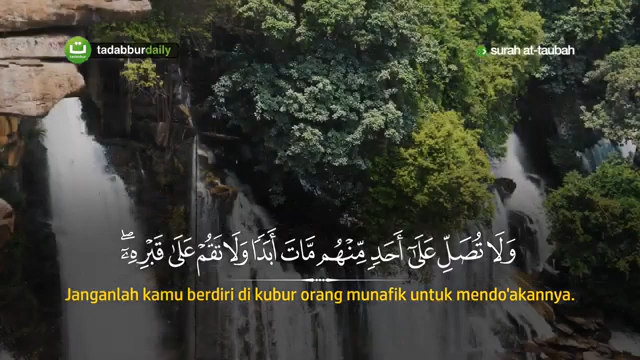 tadabburdaily
surah at-taubah
وَلَا تُصَلِّ عَلَىٰٓ أَحَدٍ مِّنْهُم مَّاتَ أَبَدًا وَلَا تَقُمْ عَلَىٰ قَبْرِهِۦٓ ۖ
Janganlah kamu berdiri di kubur orang munafik untuk mendo'akannya.